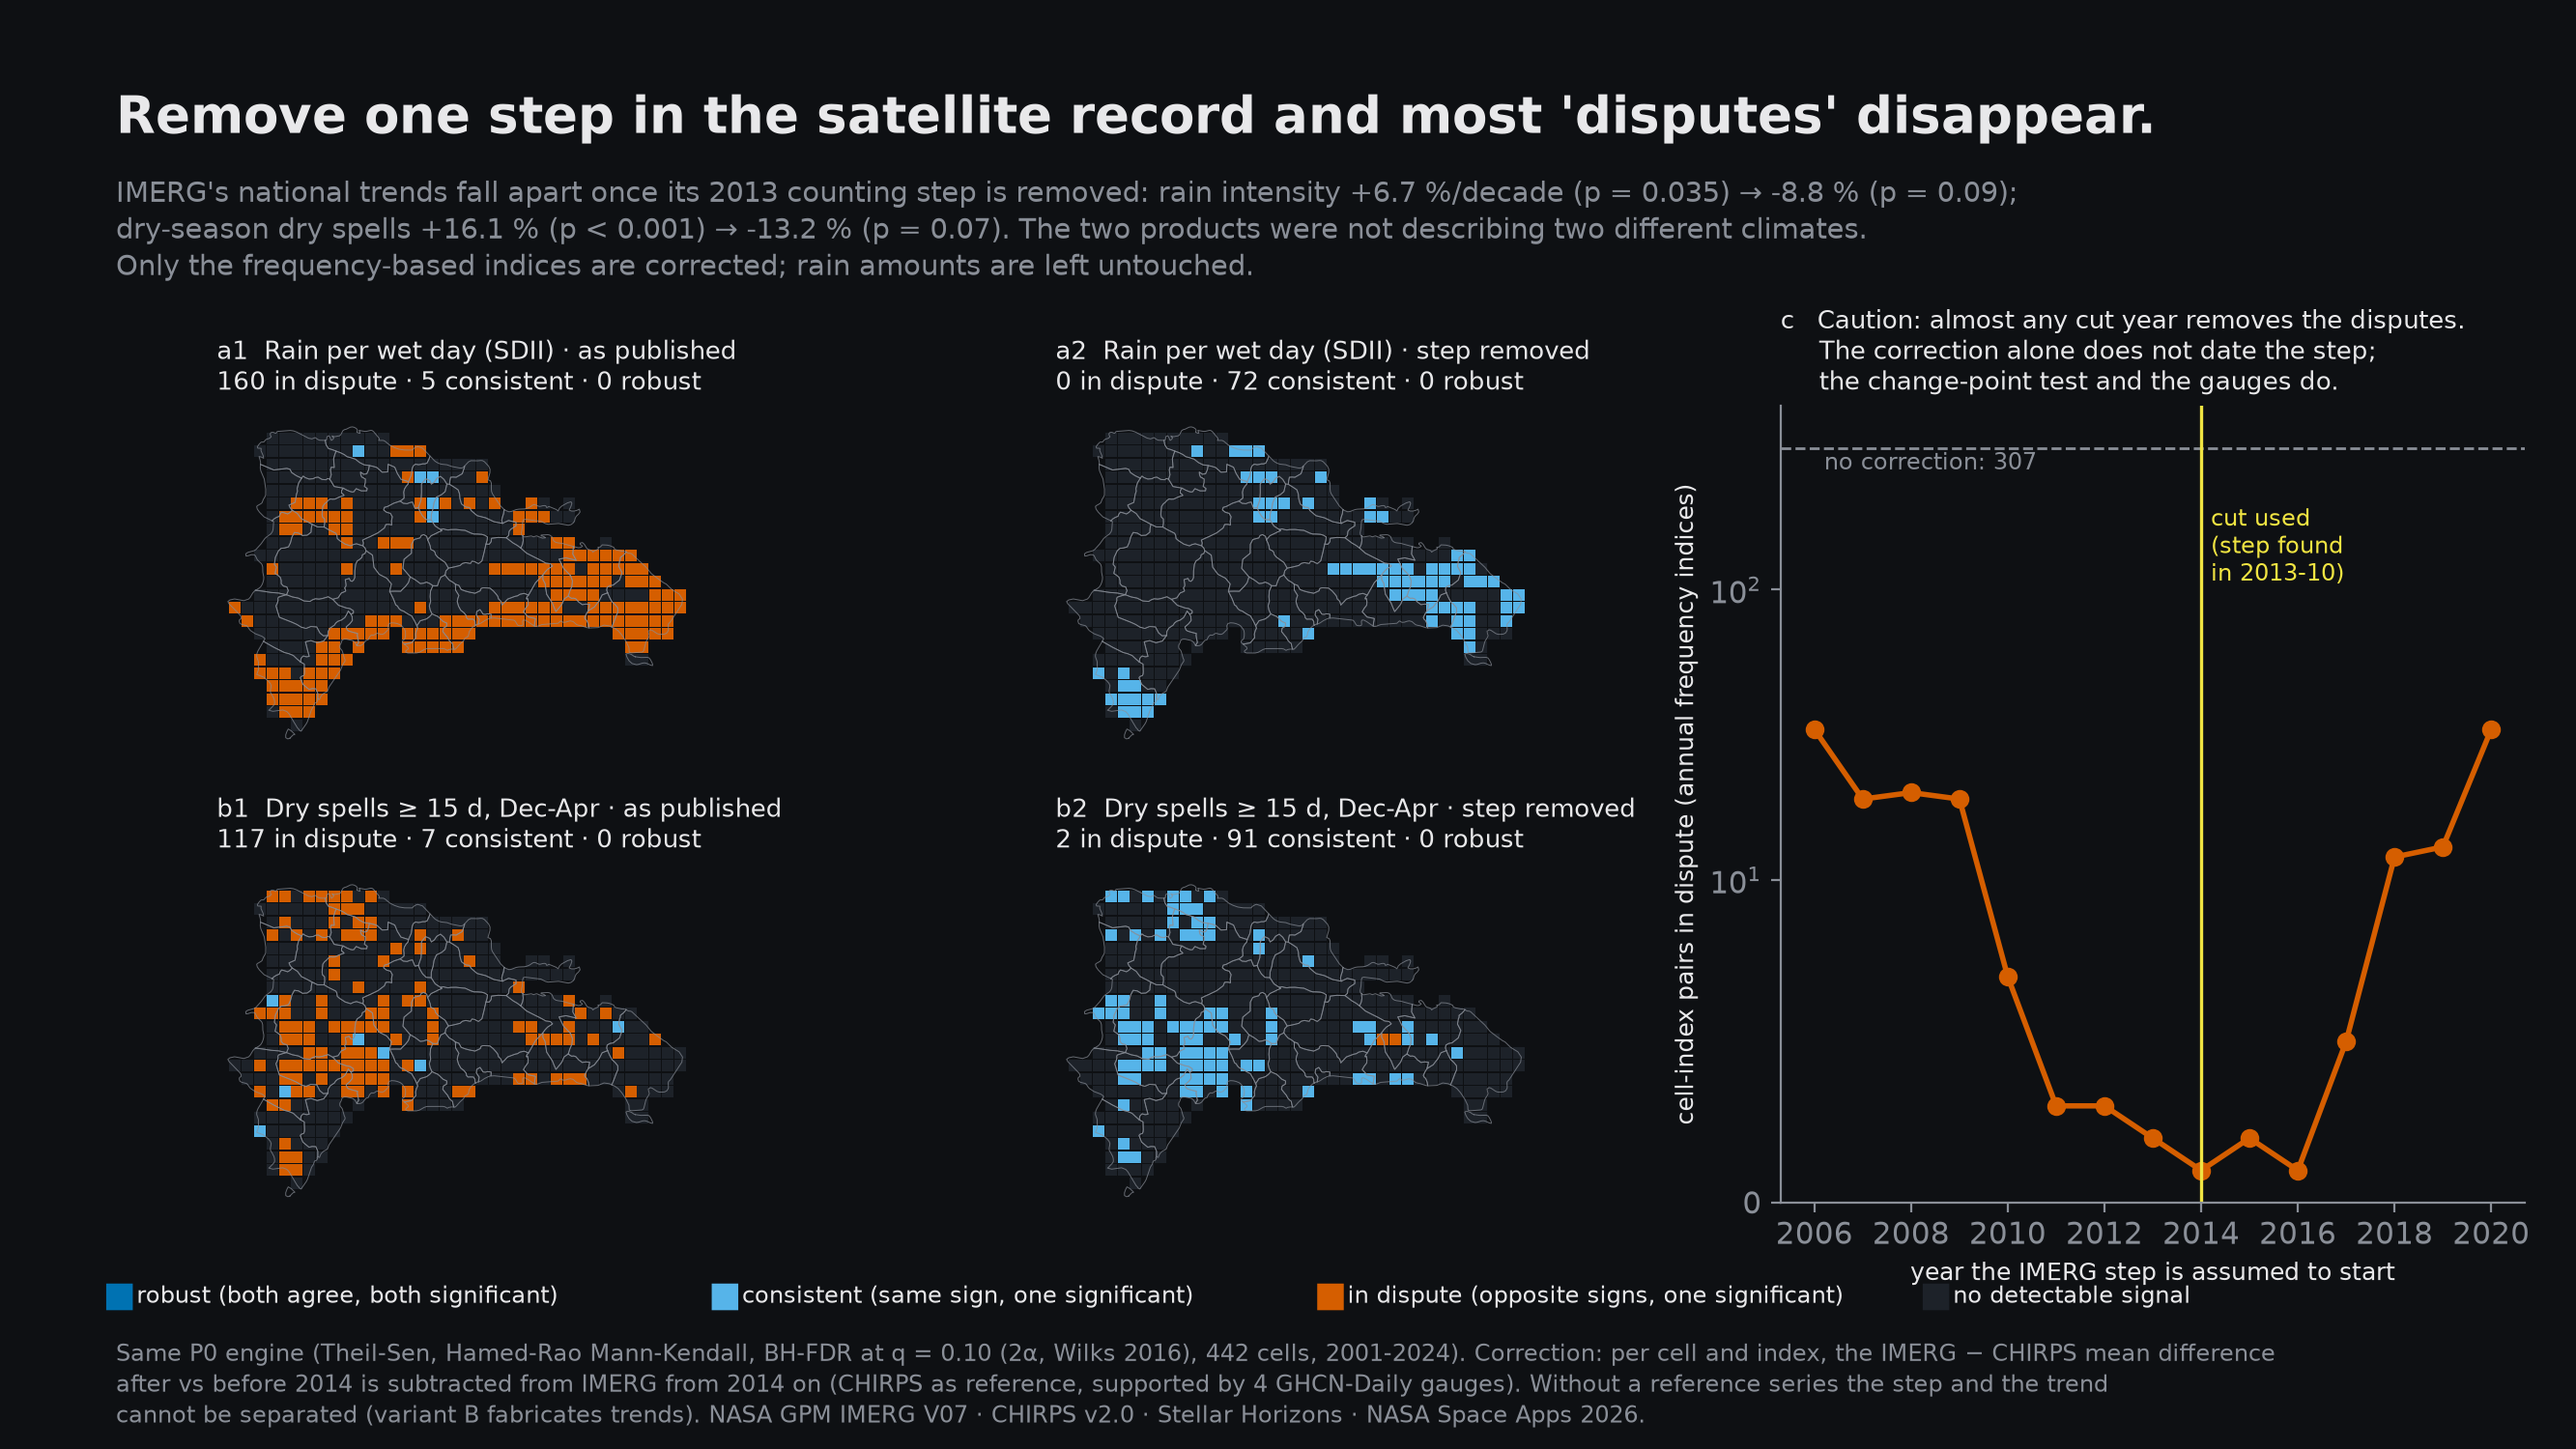 Remove one step in the satellite record and most 'disputes' disappear.
IMERG's national trends fall apart once its 2013 counting step is removed: rain intensity +6.7 %/decade (p = 0.035) → -8.8 % (p = 0.09);
dry-season dry spells +16.1 % (p < 0.001) → -13.2 % (p = 0.07). The two products were not describing two different climates.
Only the frequency-based indices are corrected; rain amounts are left untouched.
a1 Rain per wet day (SDII) · as published
160 in dispute · 5 consistent · 0 robust
a2 Rain per wet day (SDII) · step removed
0 in dispute · 72 consistent · 0 robust
b1 Dry spells ≥ 15 d, Dec-Apr · as published
117 in dispute · 7 consistent · 0 robust
b2 Dry spells ≥ 15 d, Dec-Apr · step removed
2 in dispute · 91 consistent · 0 robust
c Caution: almost any cut year removes the disputes.
The correction alone does not date the step;
the change-point test and the gauges do.
no correction: 307
cut used
(step found
in 2013-10)
cell-index pairs in dispute (annual frequency indices)
10²
10¹
0
2006 2008 2010 2012 2014 2016 2018 2020
year the IMERG step is assumed to start
robust (both agree, both significant)
consistent (same sign, one significant)
in dispute (opposite signs, one significant)
no detectable signal
Same P0 engine (Theil-Sen, Hamed-Rao Mann-Kendall, BH-FDR at q = 0.10 (2α, Wilks 2016), 442 cells, 2001-2024). Correction: per cell and index, the IMERG − CHIRPS mean difference
after vs before 2014 is subtracted from IMERG from 2014 on (CHIRPS as reference, supported by 4 GHCN-Daily gauges). Without a reference series the step and the trend
cannot be separated (variant B fabricates trends). NASA GPM IMERG V07 · CHIRPS v2.0 · Stellar Horizons · NASA Space Apps 2026.